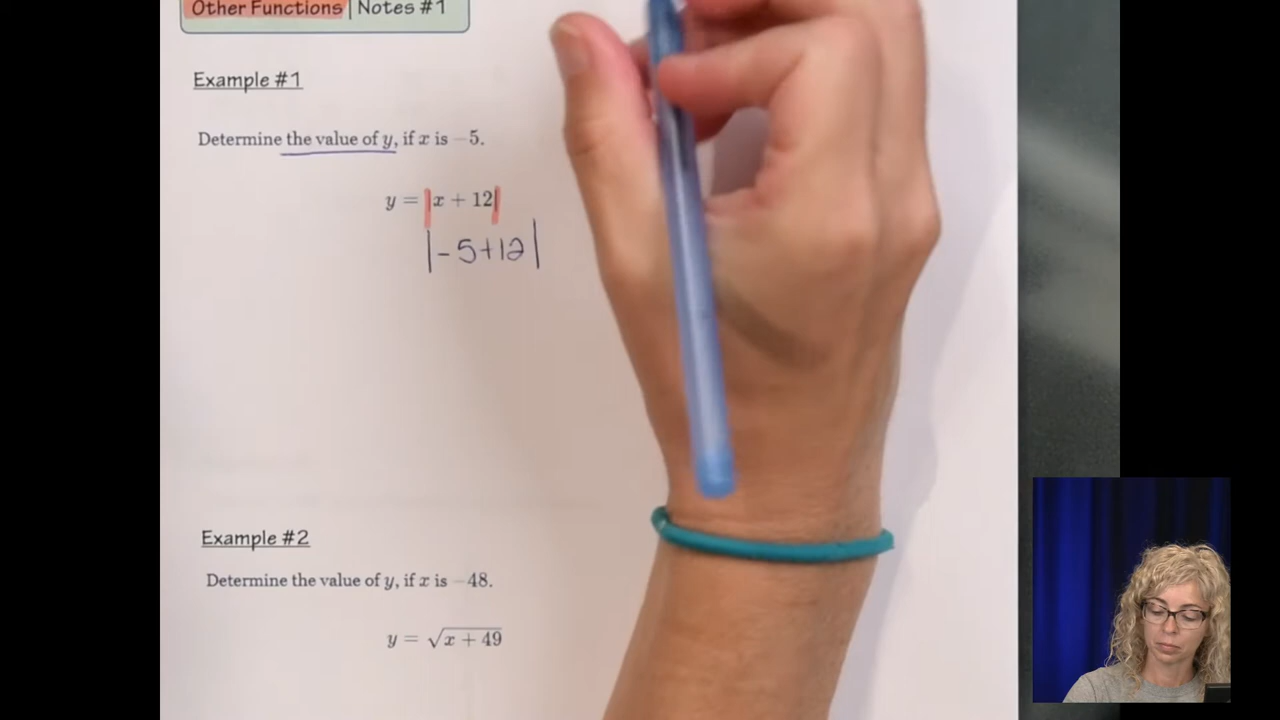 Other Functions | Notes #1
Example #1
Determine the value of y, if x is −5.
y = |x + 12|
|-5+12|
Example #2
Determine the value of y, if x is −48.
y = √x + 49